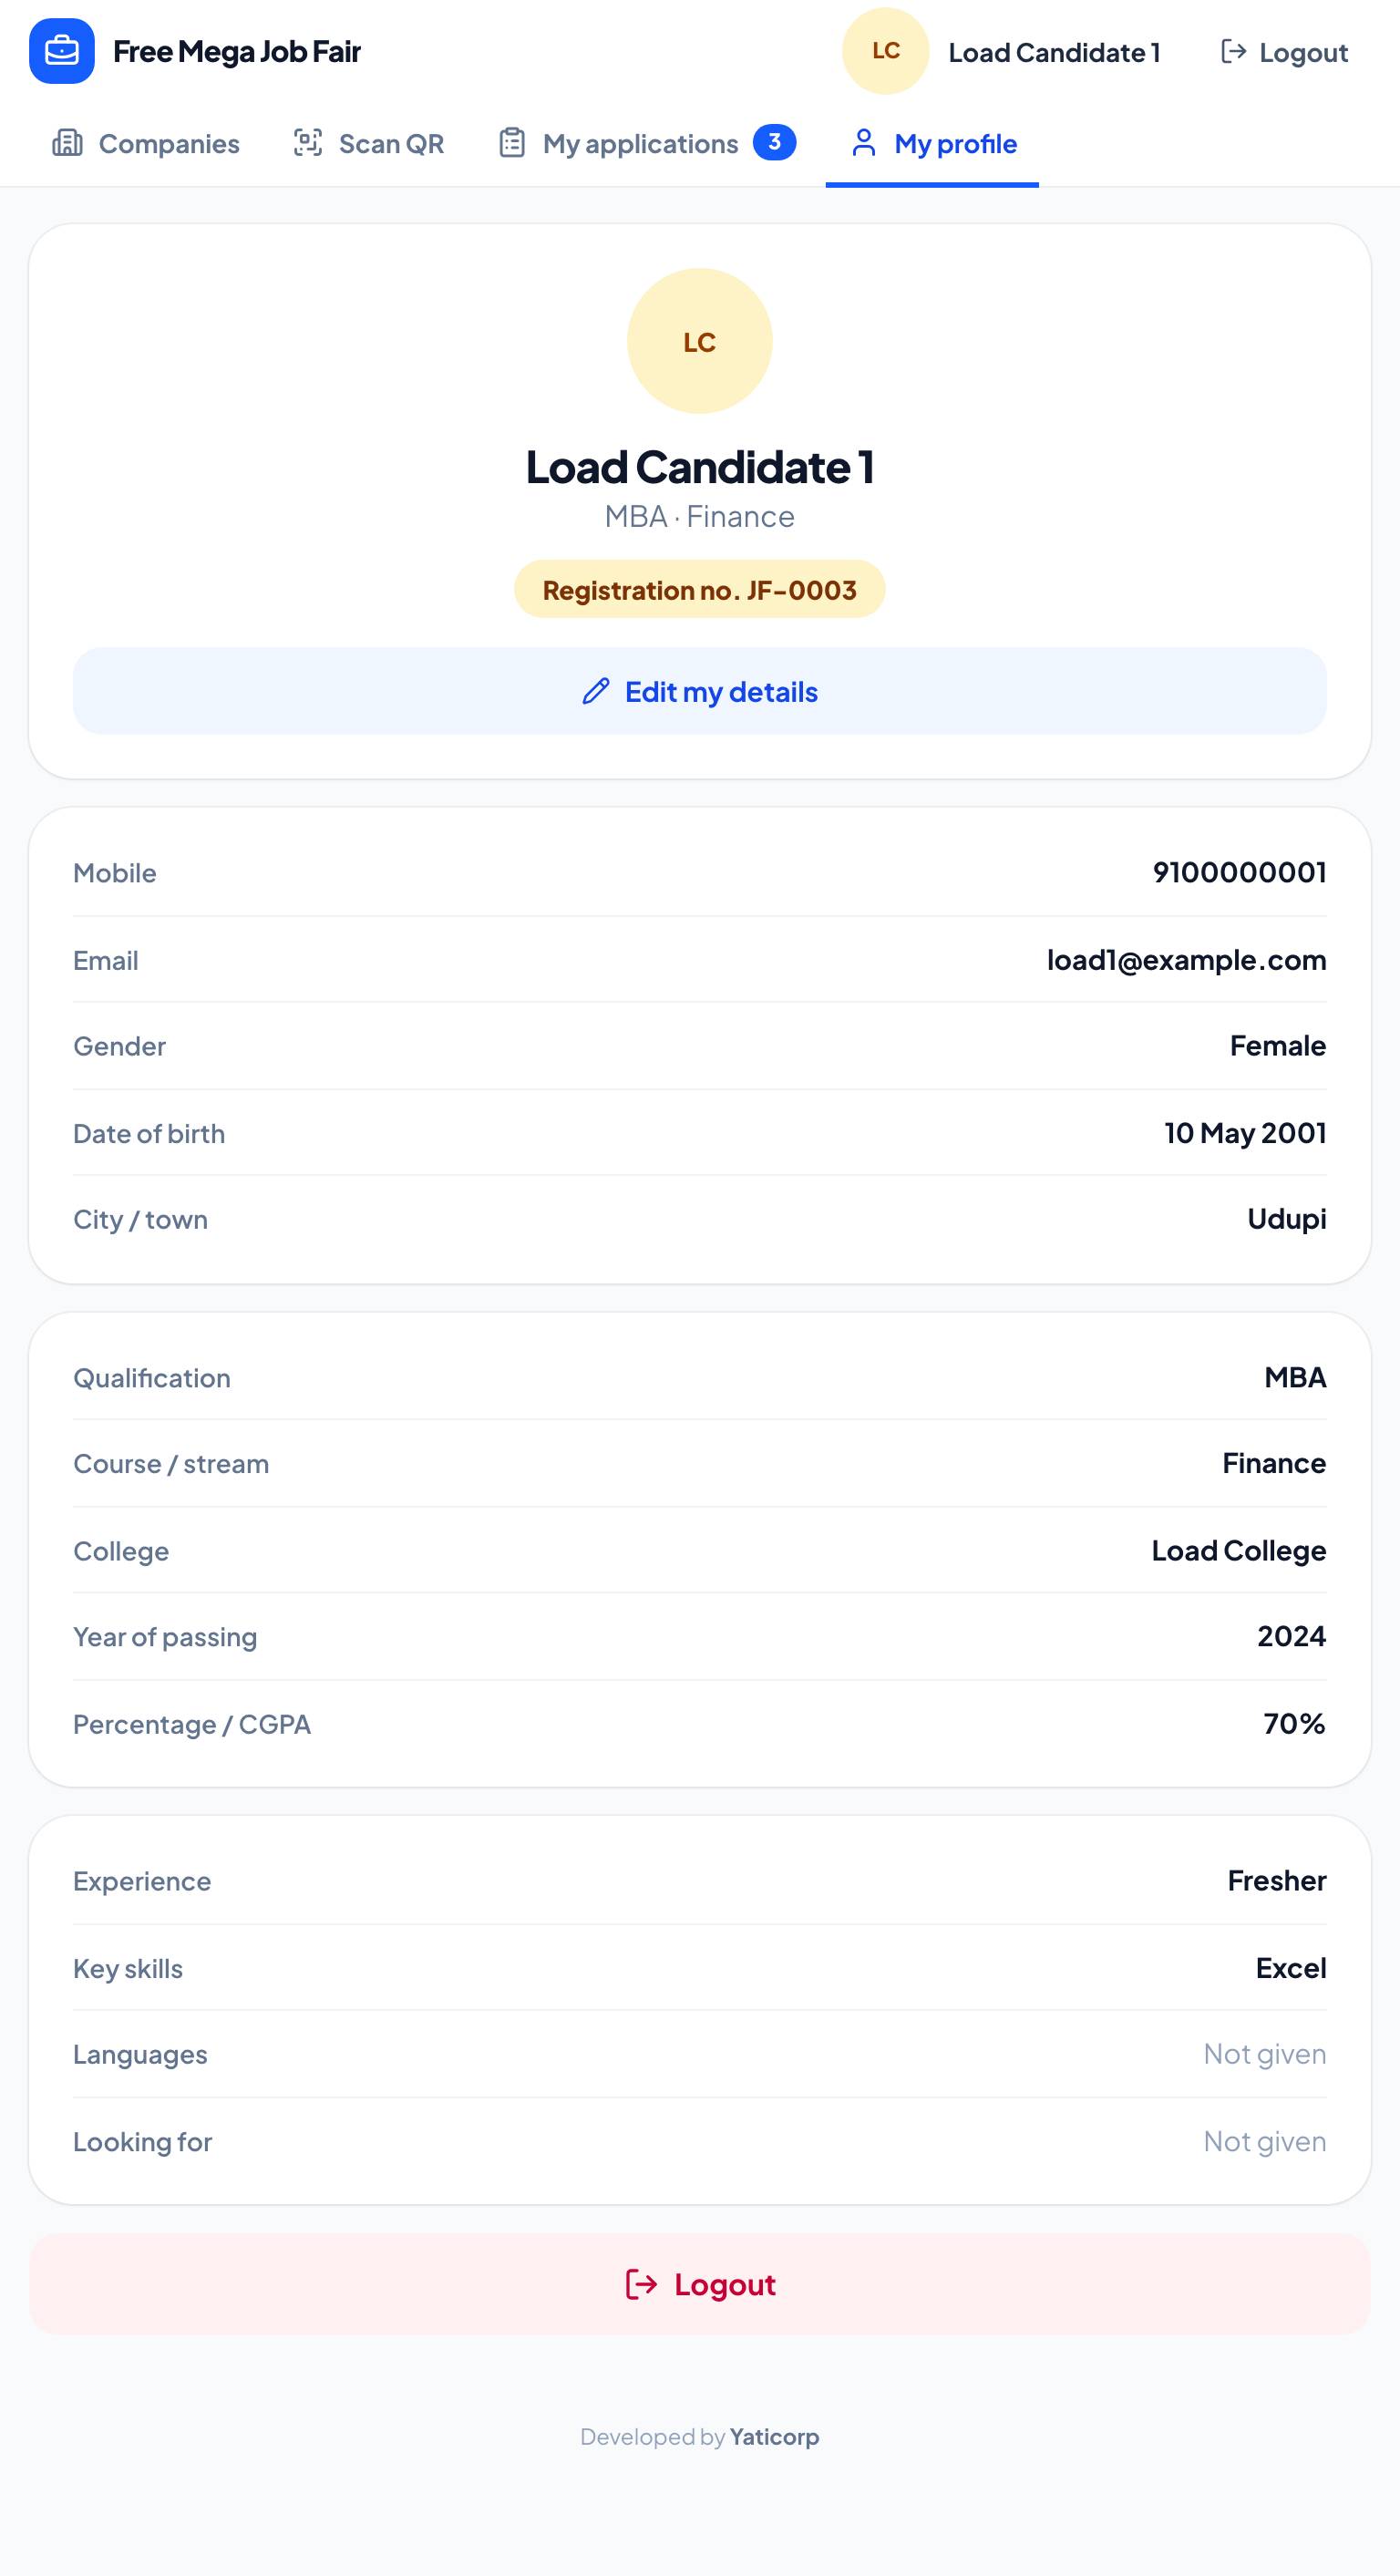 Free Mega Job Fair
LC Load Candidate 1 Logout
Companies Scan QR My applications 3 My profile
LC
Load Candidate 1
MBA · Finance
Registration no. JF-0003
Edit my details
Mobile 9100000001
Email load1@example.com
Gender Female
Date of birth 10 May 2001
City / town Udupi
Qualification MBA
Course / stream Finance
College Load College
Year of passing 2024
Percentage / CGPA 70%
Experience Fresher
Key skills Excel
Languages Not given
Looking for Not given
Logout
Developed by Yaticorp